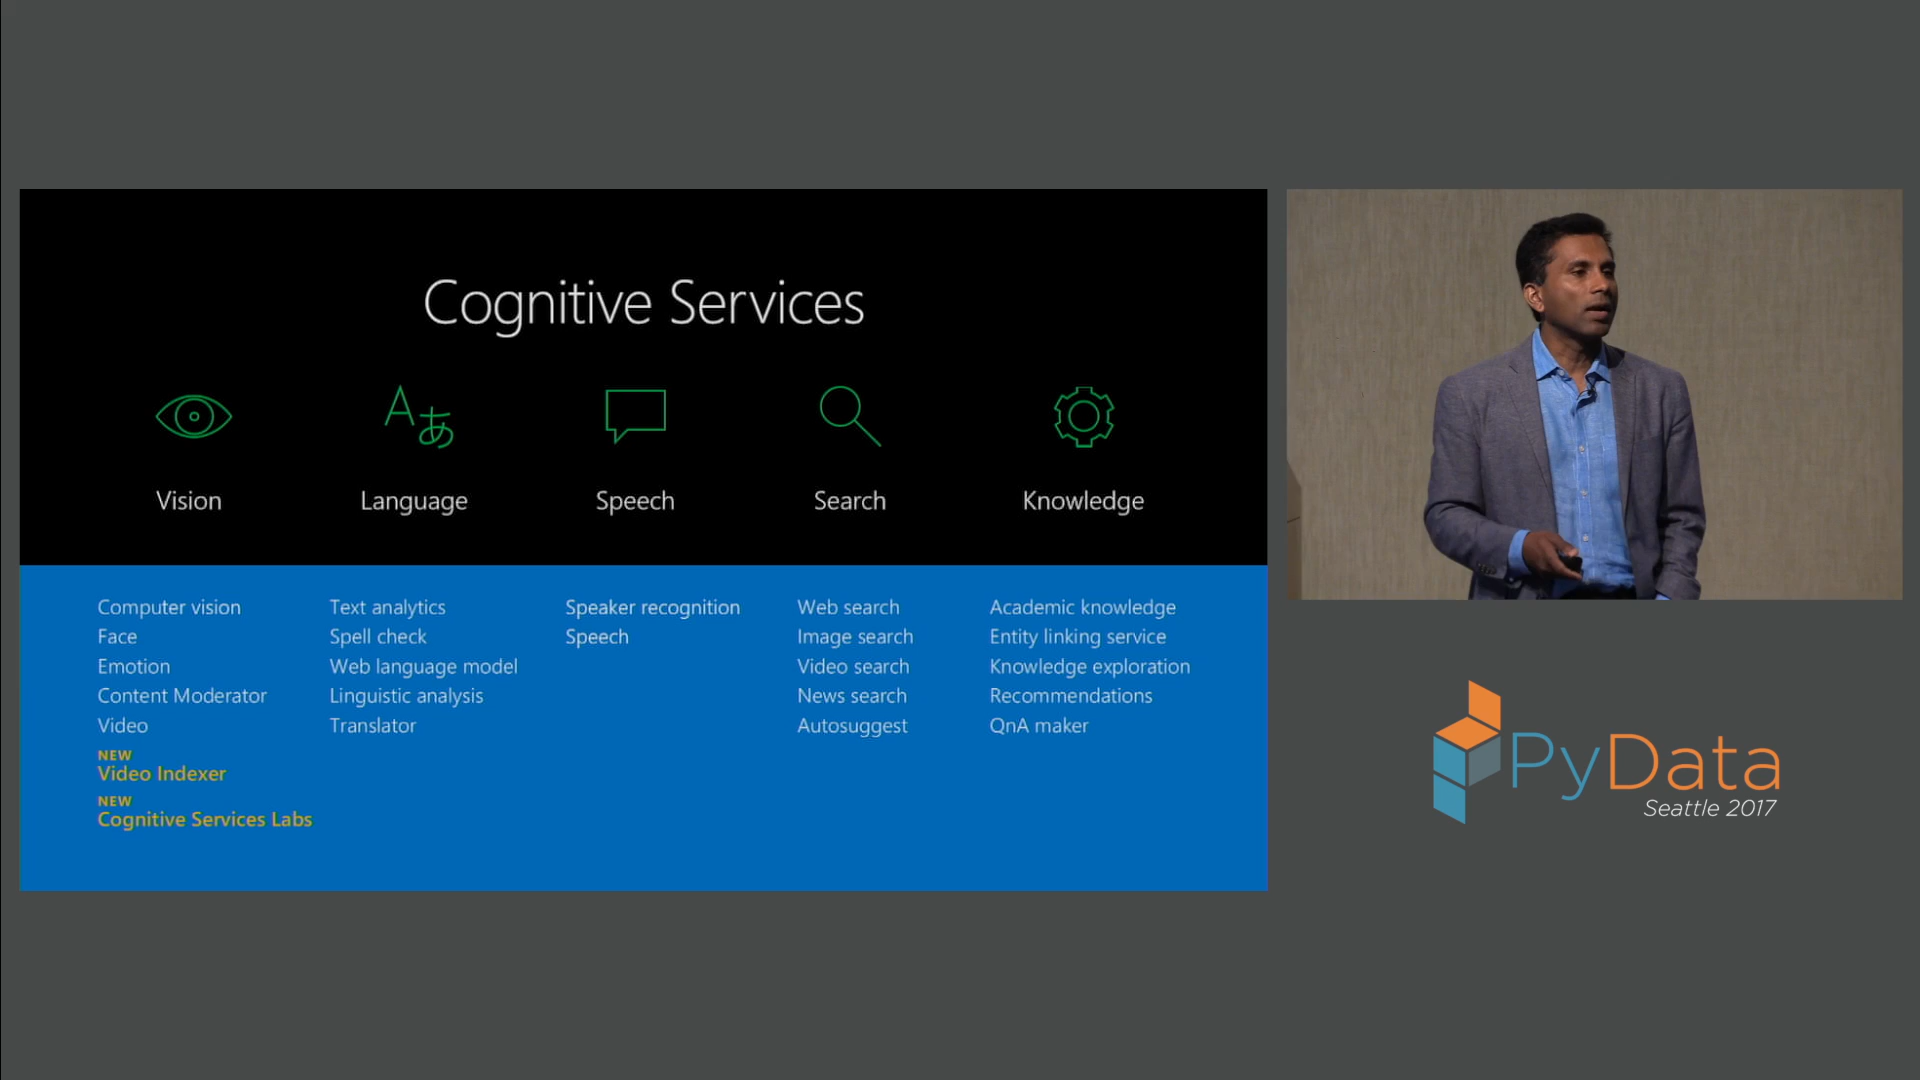 Cognitive Services
Aあ
Vision
Language
Speech
Search
Knowledge
Computer vision
Face
Emotion
Content Moderator
Video
NEW
Video Indexer
NEW
Cognitive Services Labs
Text analytics
Spell check
Web language model
Linguistic analysis
Translator
Speaker recognition
Speech
Web search
Image search
Video search
News search
Autosuggest
Academic knowledge
Entity linking service
Knowledge exploration
Recommendations
QnA maker
PyData
Seattle 2017